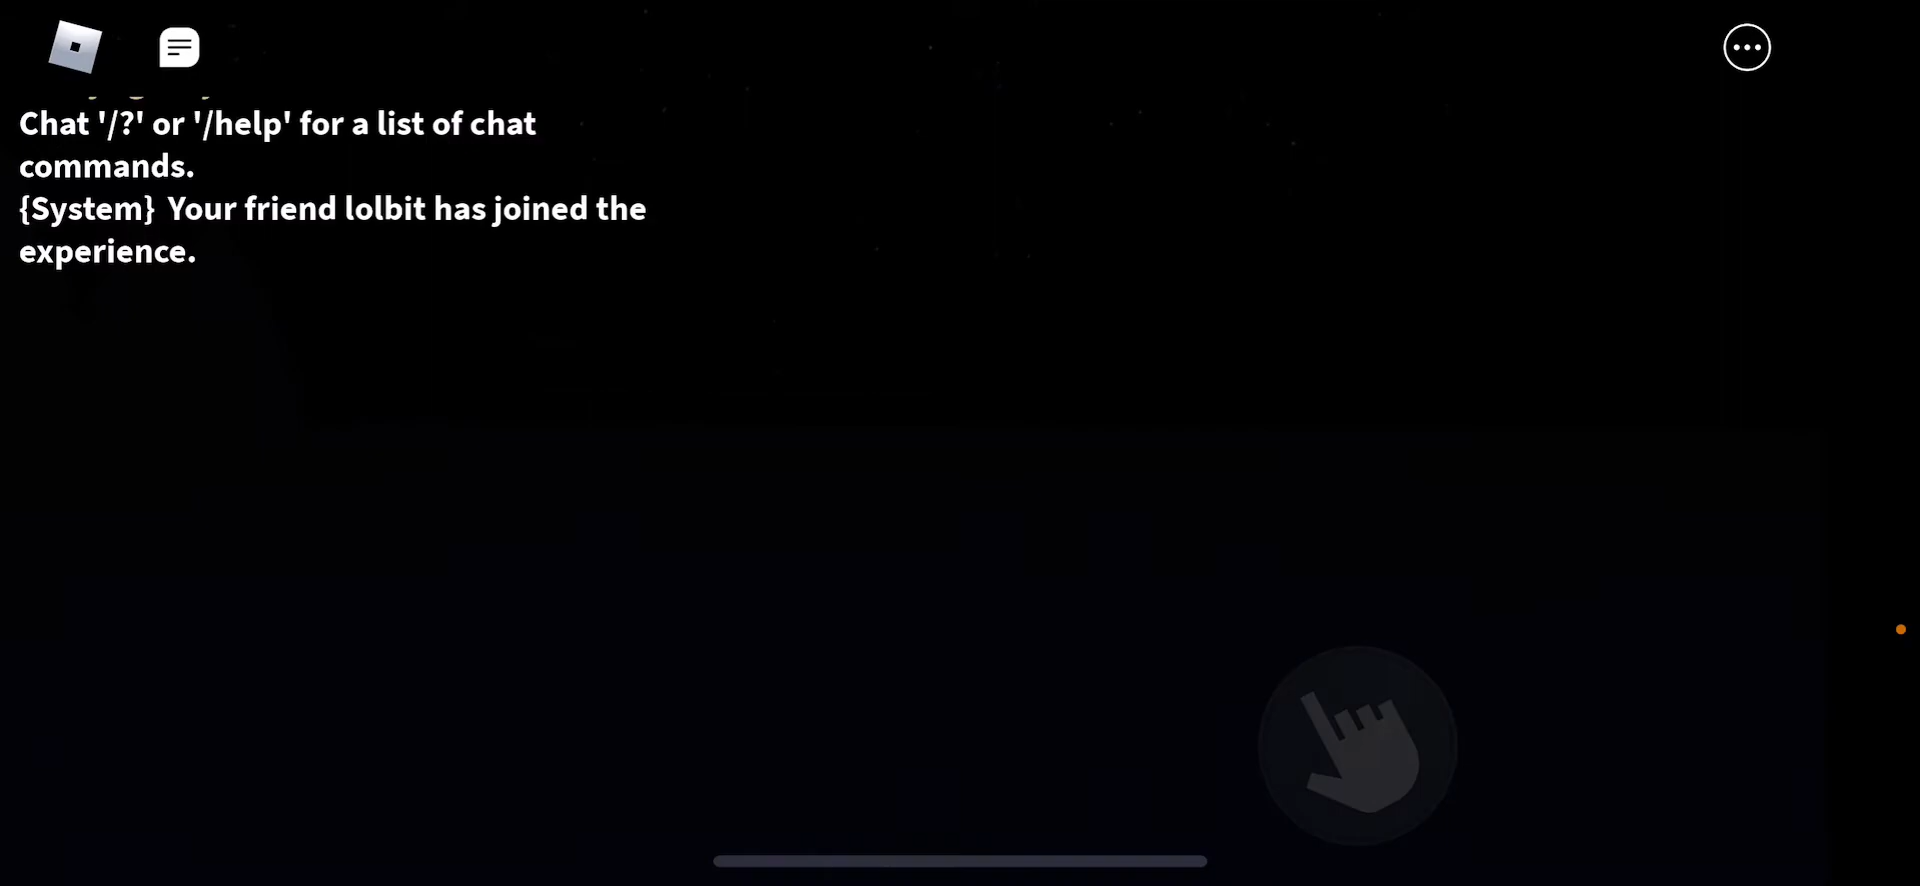 Chat '/?' or '/help' for a list of chat
commands.
{System} Your friend lolbit has joined the
experience.